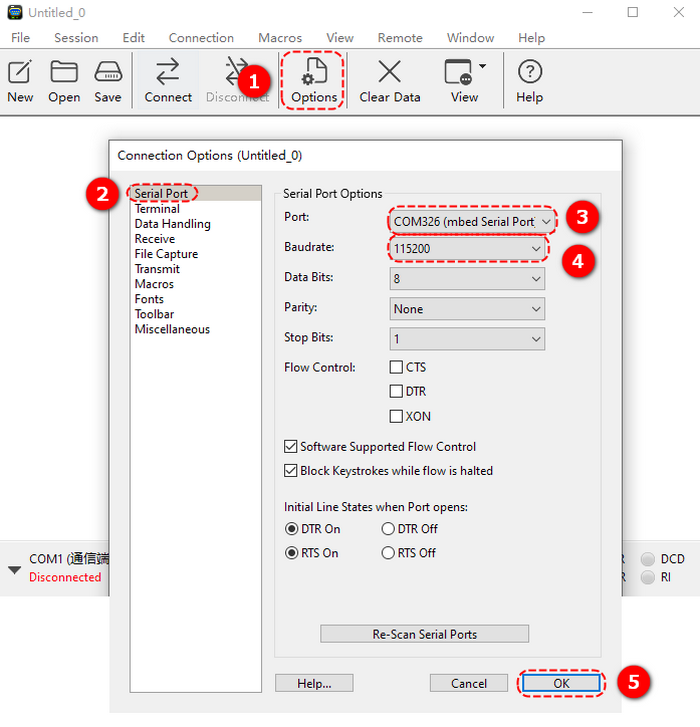 Untitled_0
File Session Edit Connection Macros View Remote Window Help
New Open Save Connect Disconnect 1 Options Clear Data View Help
Connection Options (Untitled_0)
2 Serial Port
Terminal
Data Handling
Receive
File Capture
Transmit
Macros
Fonts
Toolbar
Miscellaneous
Serial Port Options
Port: COM326 (mbed Serial Port 3
Baudrate: 115200 4
Data Bits: 8
Parity: None
Stop Bits: 1
Flow Control: CTS
DTR
XON
Software Supported Flow Control
Block Keystrokes while flow is halted
Initial Line States when Port opens:
DTR On DTR Off
RTS On RTS Off
Re-Scan Serial Ports
Help... Cancel OK 5
COM1 (通信端
Disconnected
R DCD
R RI